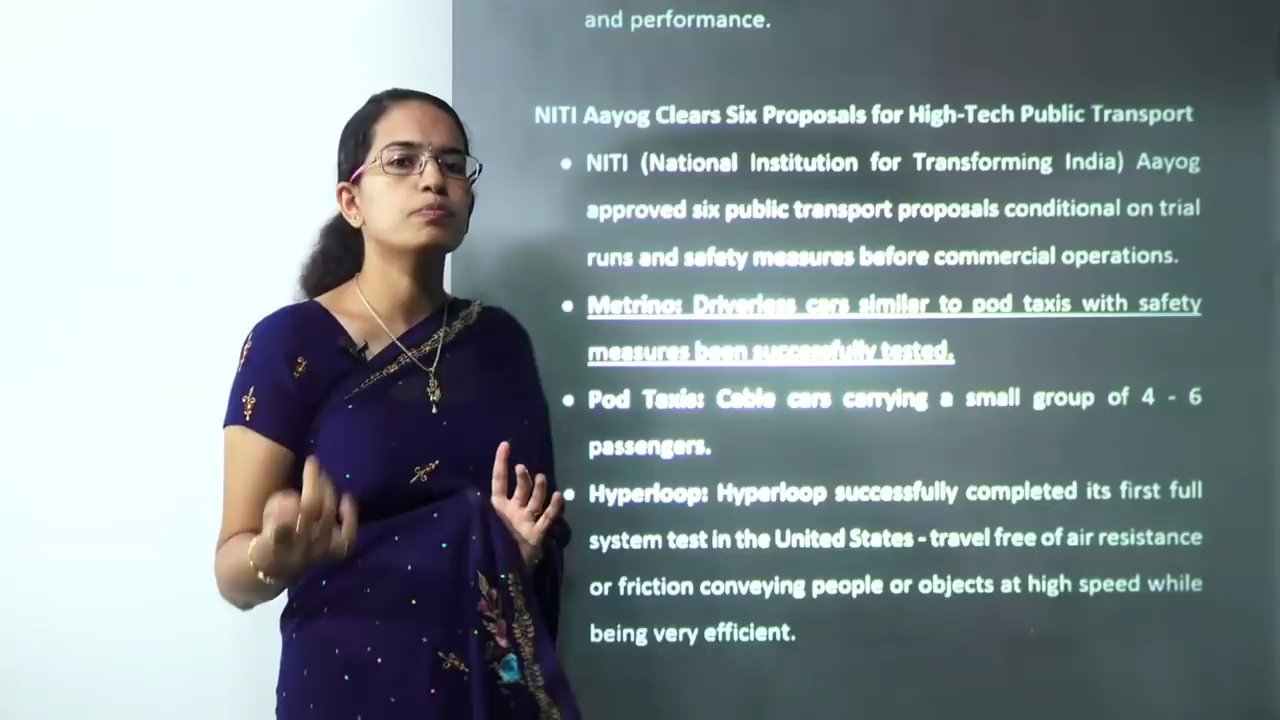 and performance.
NITI Aayog Clears Six Proposals for High-Tech Public Transport
• NITI (National Institution for Transforming India) Aayog
approved six public transport proposals conditional on trial
runs and safety measures before commercial operations.
• Metrino: Driverless cars similar to pod taxis with safety
measures been successfully tested.
• Pod Taxis: Cable cars carrying a small group of 4 - 6
passengers.
• Hyperloop: Hyperloop successfully completed its first full
system test in the United States - travel free of air resistance
or friction conveying people or objects at high speed while
being very efficient.